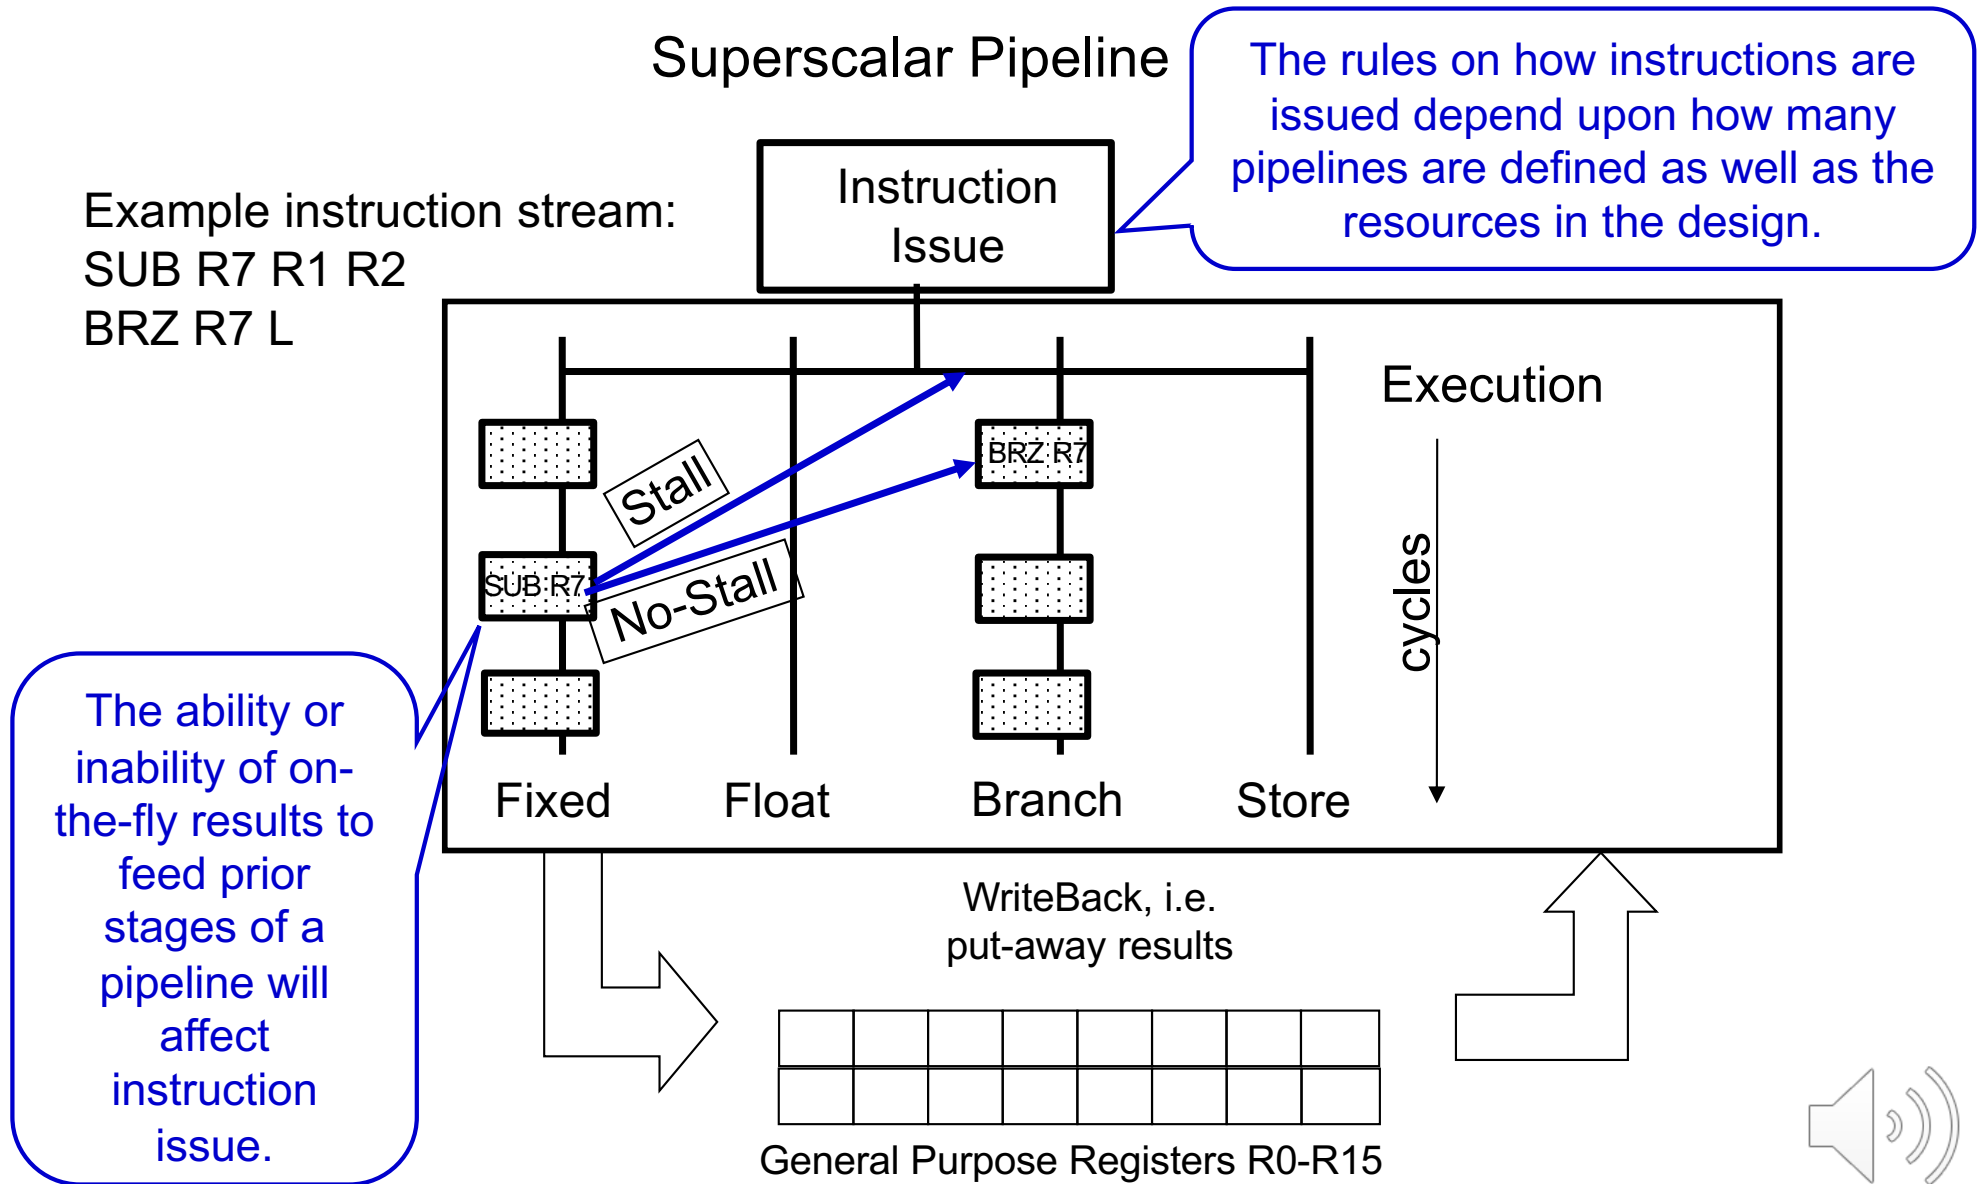 Superscalar Pipeline
The rules on how instructions are
issued depend upon how many
pipelines are defined as well as the
resources in the design.
Instruction
Issue
Example instruction stream:
SUB R7 R1 R2
BRZ R7 L
Execution
BRZ R7
Stall
SUB R7
No-Stall
cycles
Fixed
Float
Branch
Store
The ability or
inability of on-
the-fly results to
feed prior
stages of a
pipeline will
affect
instruction
issue.
WriteBack, i.e.
put-away results
General Purpose Registers R0-R15